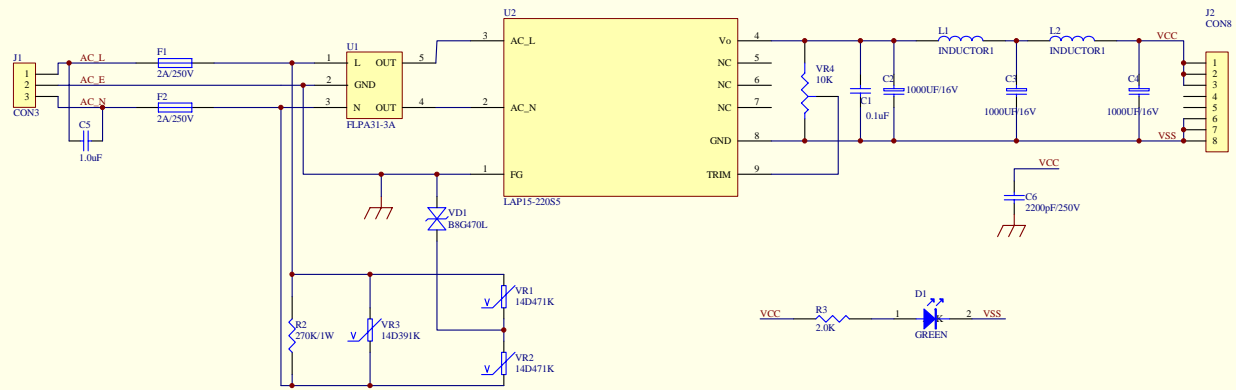 J1
1
2
3
CON3
AC_L
AC_E
AC_N
C5
1.0uF
F1
2A/250V
F2
2A/250V
U1
1
2
3
L
GND
N
OUT
OUT
5
4
FLPA31-3A
U2
3
AC_L
2
AC_N
1
FG
Vo
4
NC
5
NC
6
NC
7
GND
8
TRIM
9
LAP15-220S5
VR4
10K
C1
0.1uF
C2
1000UF/16V
L1
INDUCTOR1
C3
1000UF/16V
L2
INDUCTOR1
C4
1000UF/16V
VCC
VSS
J2
CON8
1
2
3
4
5
6
7
8
VCC
C6
2200pF/250V
VD1
B8G470L
R2
270K/1W
V
VR3
14D391K
V
VR1
14D471K
V
VR2
14D471K
VCC
R3
2.0K
1
D1
K
GREEN
2
VSS